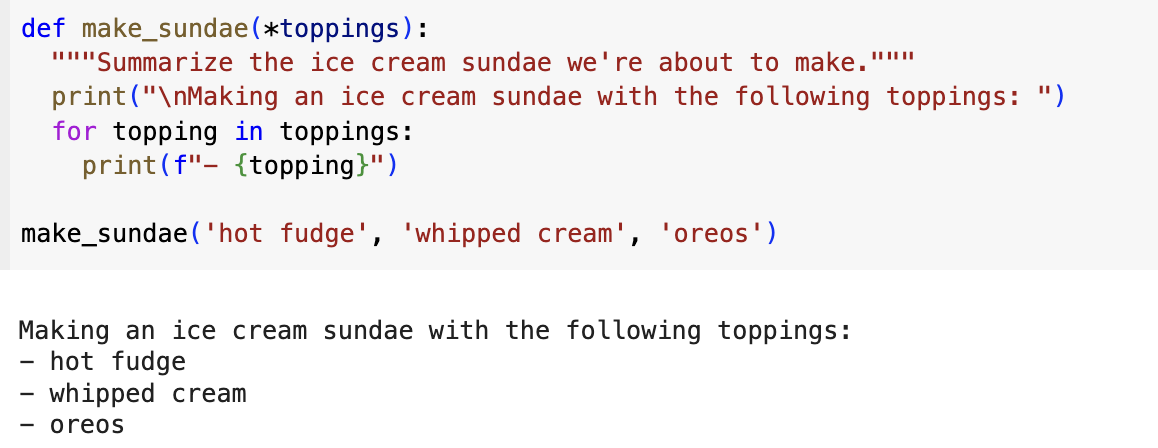 def make_sundae(*toppings):
  """Summarize the ice cream sundae we're about to make."""
  print("\nMaking an ice cream sundae with the following toppings: ")
  for topping in toppings:
    print(f"- {topping}")
make_sundae('hot fudge', 'whipped cream', 'oreos')
Making an ice cream sundae with the following toppings:
- hot fudge
- whipped cream
- oreos